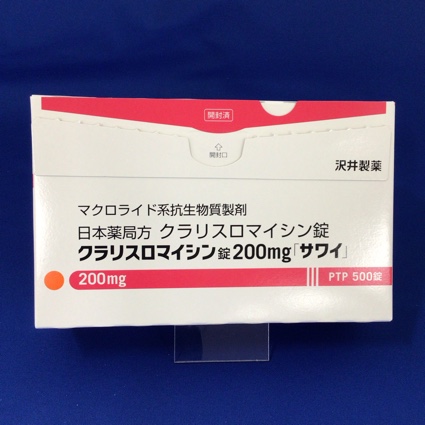 開封済
開封口
沢井製薬
マクロライド系抗生物質製剤
日本薬局方 クラリスロマイシン錠
クラリスロマイシン錠200mg「サワイ」
200mg
PTP 500錠